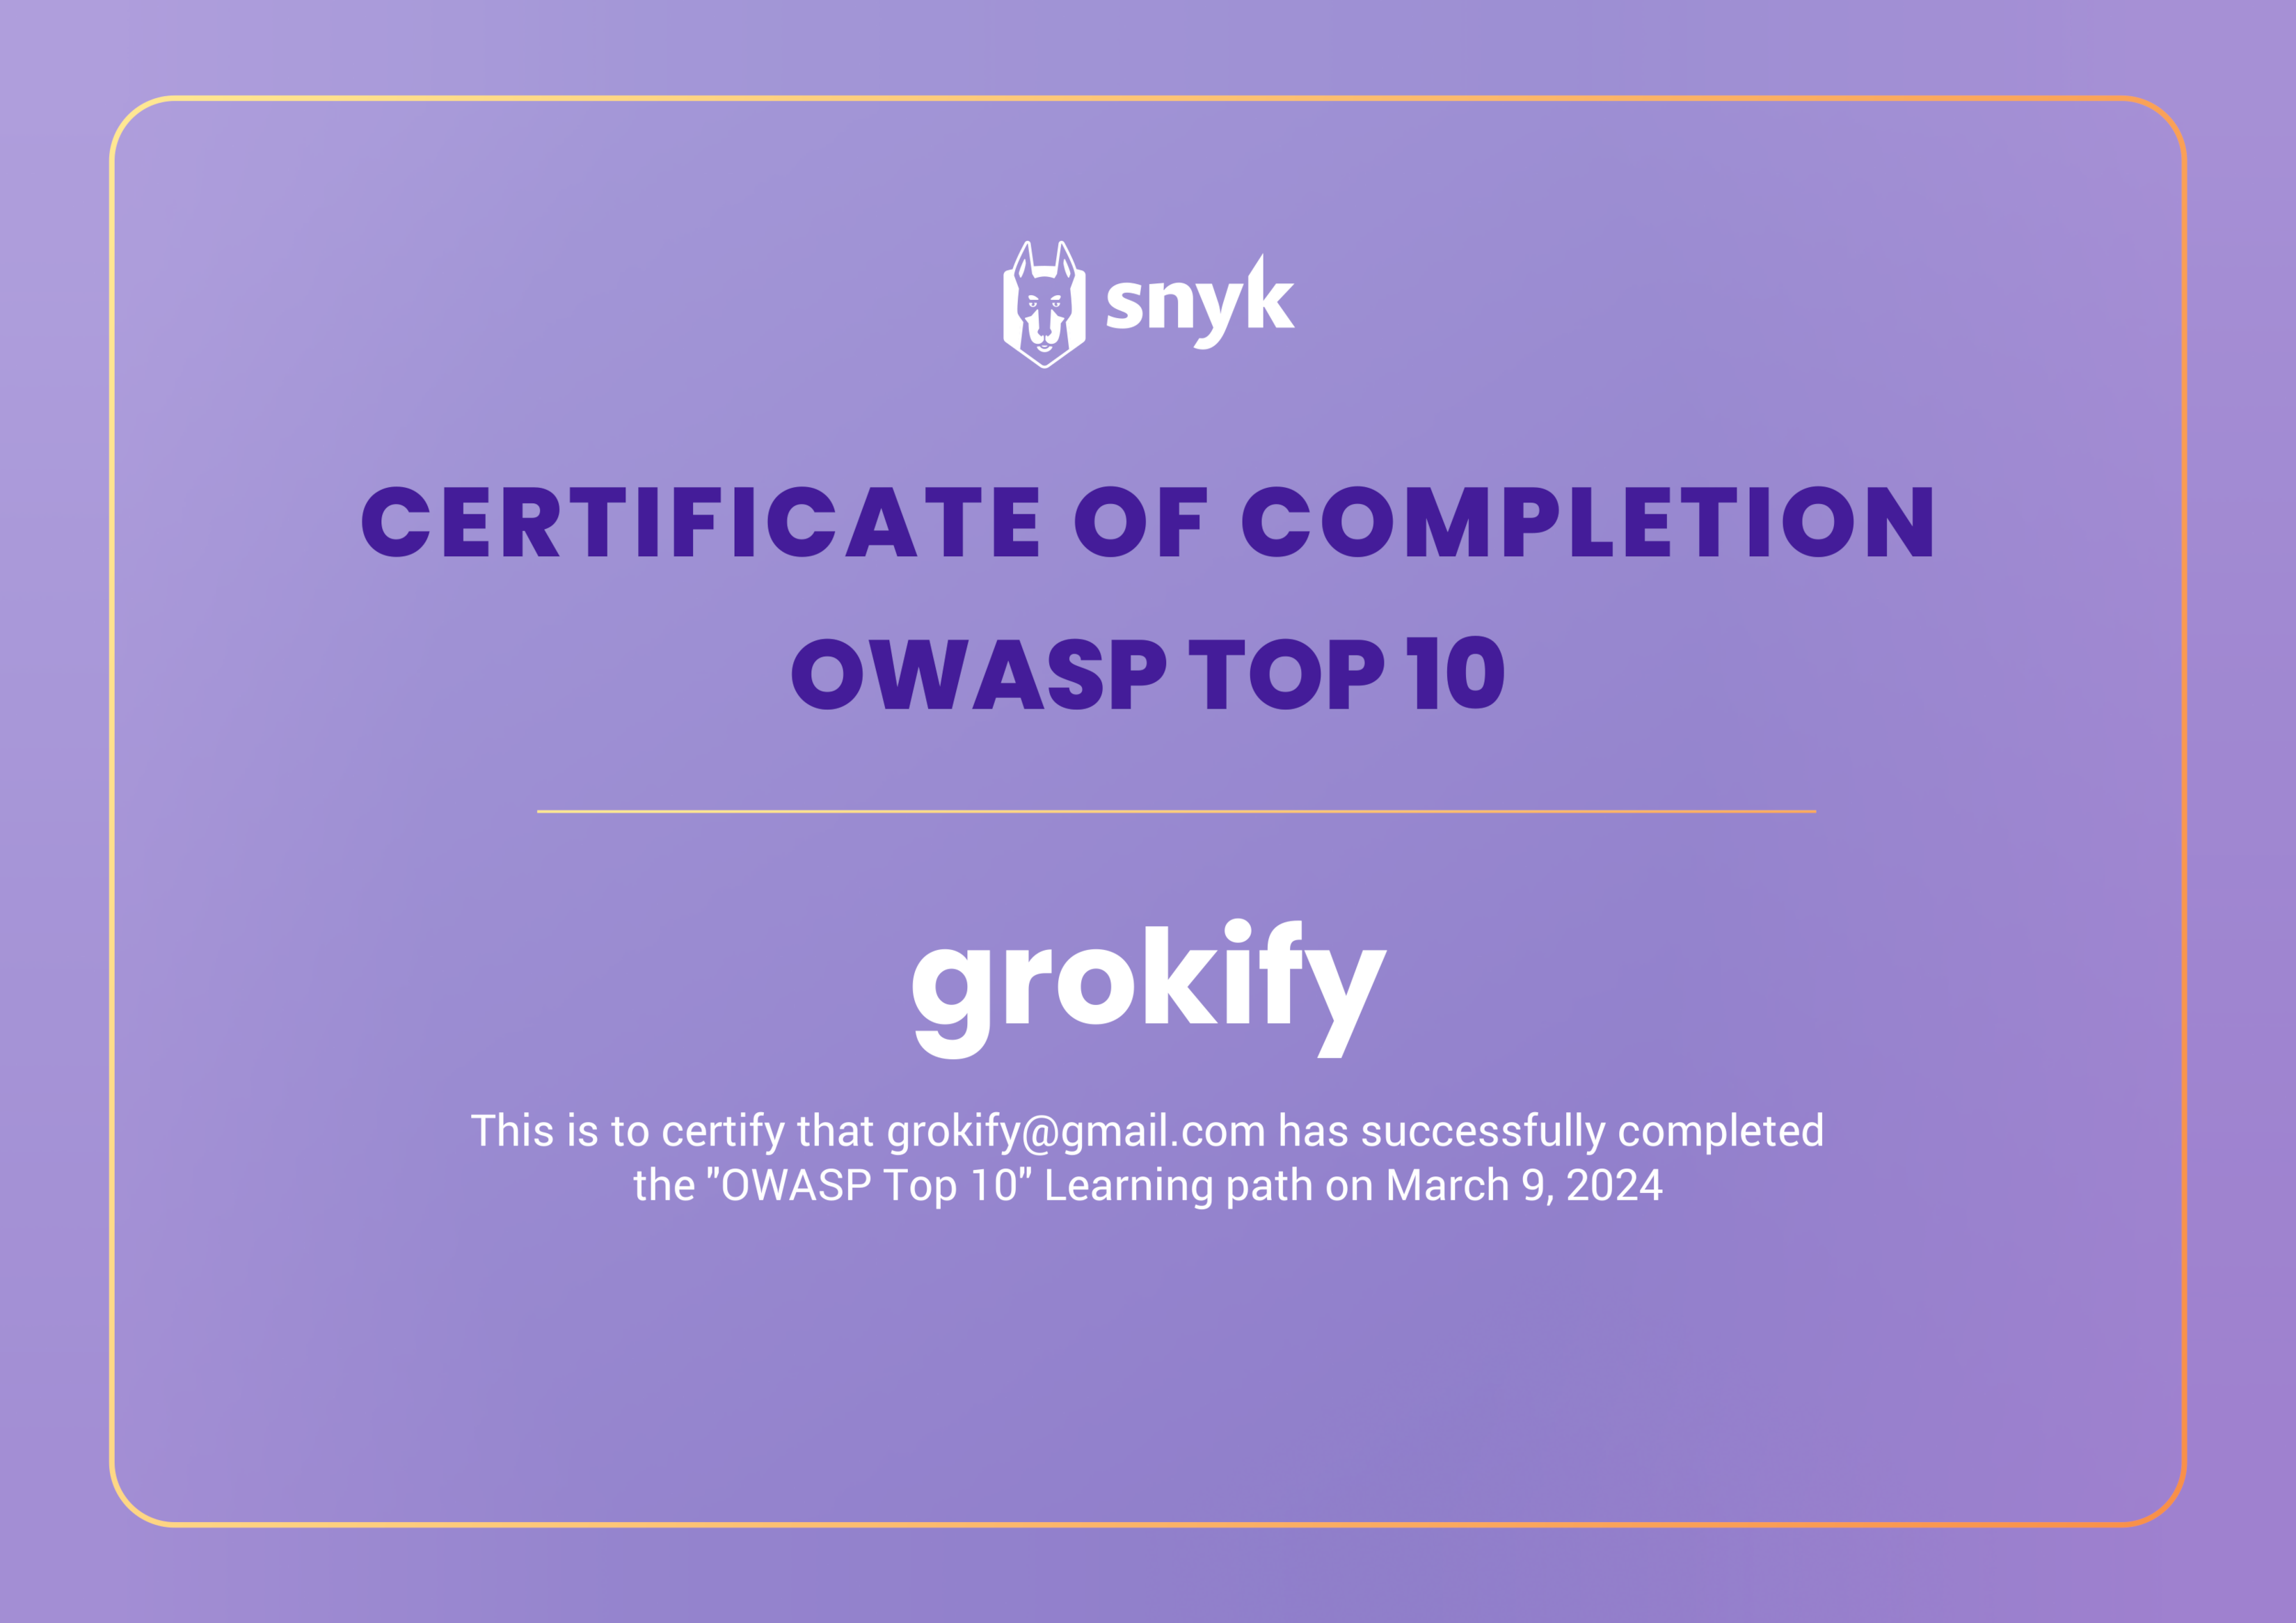 snyk
CERTIFICATE OF COMPLETION
OWASP TOP 10
grokify
This is to certify that grokify@gmail.com has successfully completed
the "OWASP Top 10" Learning path on March 9, 2024